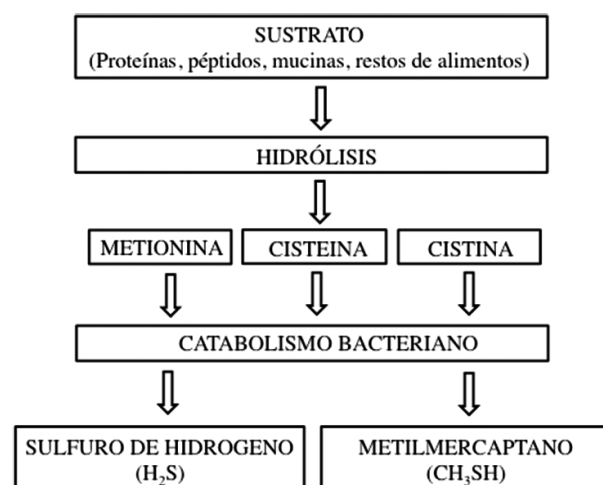 SUSTRATO
(Proteínas, péptidos, mucinas, restos de alimentos)
HIDRÓLISIS
METIONINA
CISTEINA
CISTINA
CATABOLISMO BACTERIANO
SULFURO DE HIDROGENO
(H₂S)
METILMERCAPTANO
(CH₃SH)